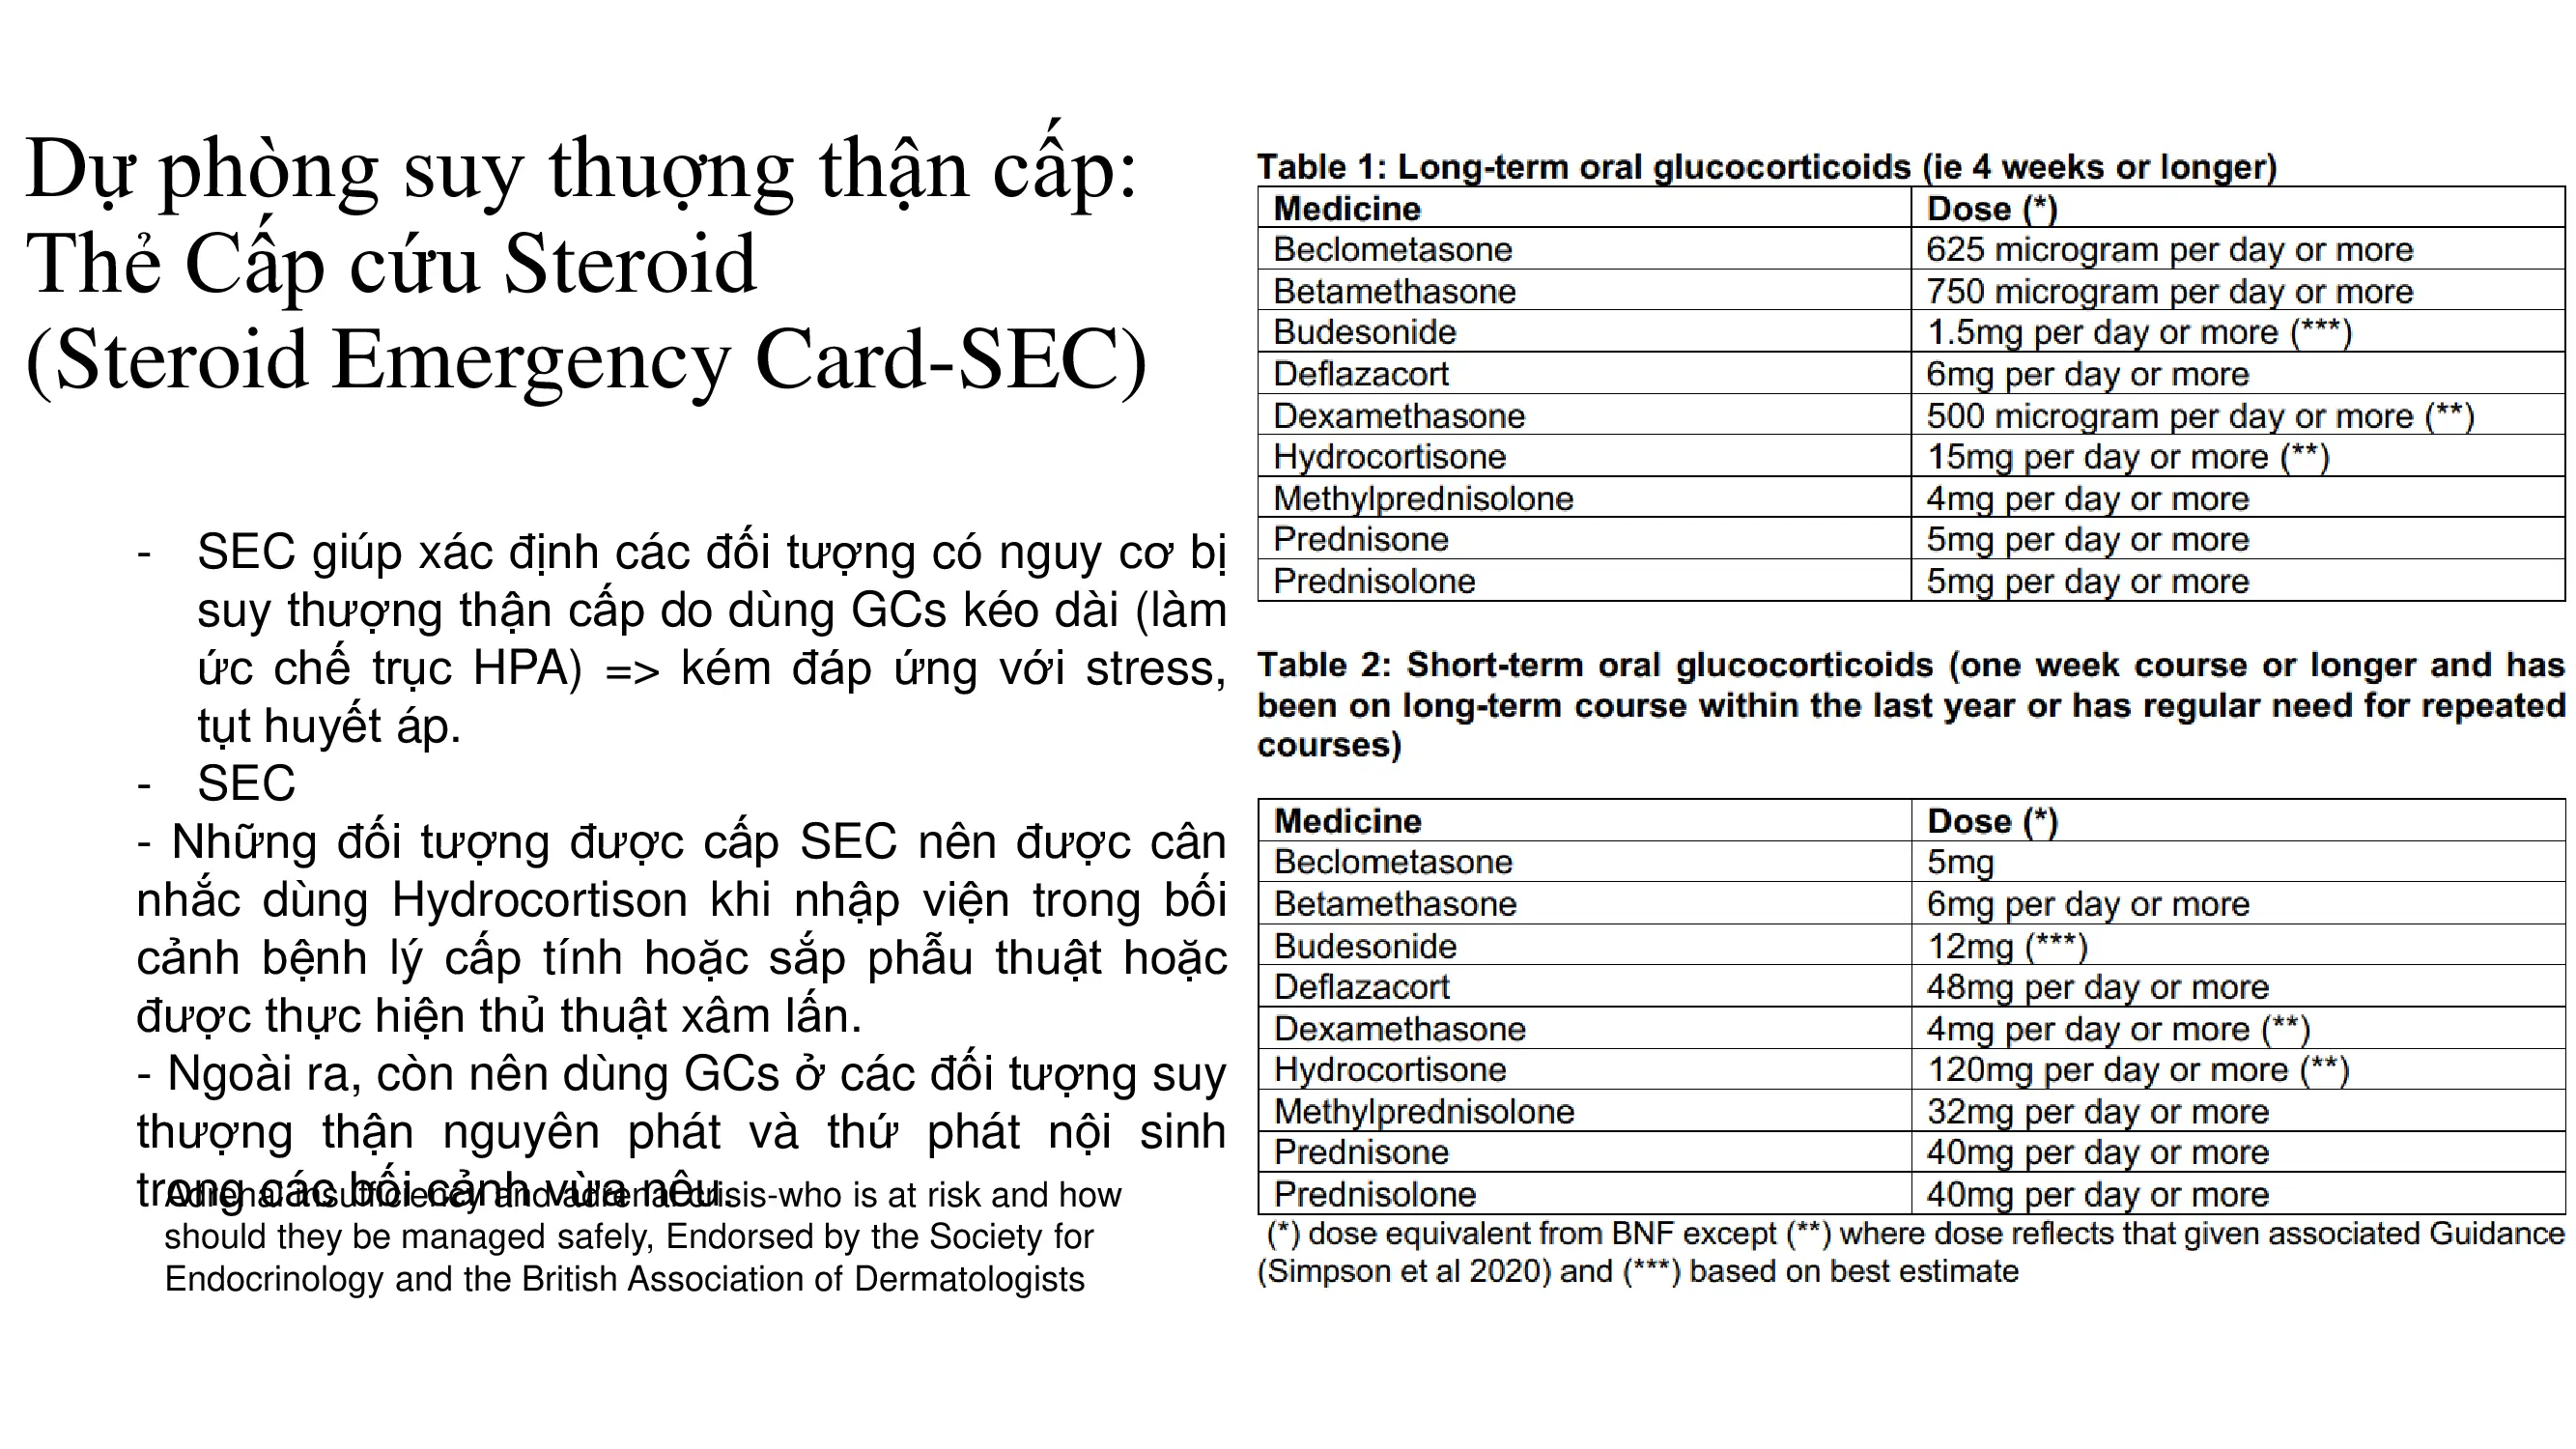 Dự phòng suy thuợng thận cấp:
Thẻ Cấp cứu Steroid
(Steroid Emergency Card-SEC)
- SEC giúp xác định các đối tượng có nguy cơ bị
suy thượng thận cấp do dùng GCs kéo dài (làm
ức chế trục HPA) => kém đáp ứng với stress,
tụt huyết áp.
- SEC
- Những đối tượng được cấp SEC nên được cân
nhắc dùng Hydrocortison khi nhập viện trong bối
cảnh bệnh lý cấp tính hoặc sắp phẫu thuật hoặc
được thực hiện thủ thuật xâm lấn.
- Ngoài ra, còn nên dùng GCs ở các đối tượng suy
thượng thận nguyên phát và thứ phát nội sinh
trong các bối cảnh vừa nêu.
Adrenal insufficiency and adrenal crisis-who is at risk and how
should they be managed safely, Endorsed by the Society for
Endocrinology and the British Association of Dermatologists
Table 1: Long-term oral glucocorticoids (ie 4 weeks or longer)
Medicine Dose (*)
Beclometasone 625 microgram per day or more
Betamethasone 750 microgram per day or more
Budesonide 1.5mg per day or more (***)
Deflazacort 6mg per day or more
Dexamethasone 500 microgram per day or more (**)
Hydrocortisone 15mg per day or more (**)
Methylprednisolone 4mg per day or more
Prednisone 5mg per day or more
Prednisolone 5mg per day or more
Table 2: Short-term oral glucocorticoids (one week course or longer and has
been on long-term course within the last year or has regular need for repeated
courses)
Medicine Dose (*)
Beclometasone 5mg
Betamethasone 6mg per day or more
Budesonide 12mg (***)
Deflazacort 48mg per day or more
Dexamethasone 4mg per day or more (**)
Hydrocortisone 120mg per day or more (**)
Methylprednisolone 32mg per day or more
Prednisone 40mg per day or more
Prednisolone 40mg per day or more
(*) dose equivalent from BNF except (**) where dose reflects that given associated Guidance
(Simpson et al 2020) and (***) based on best estimate